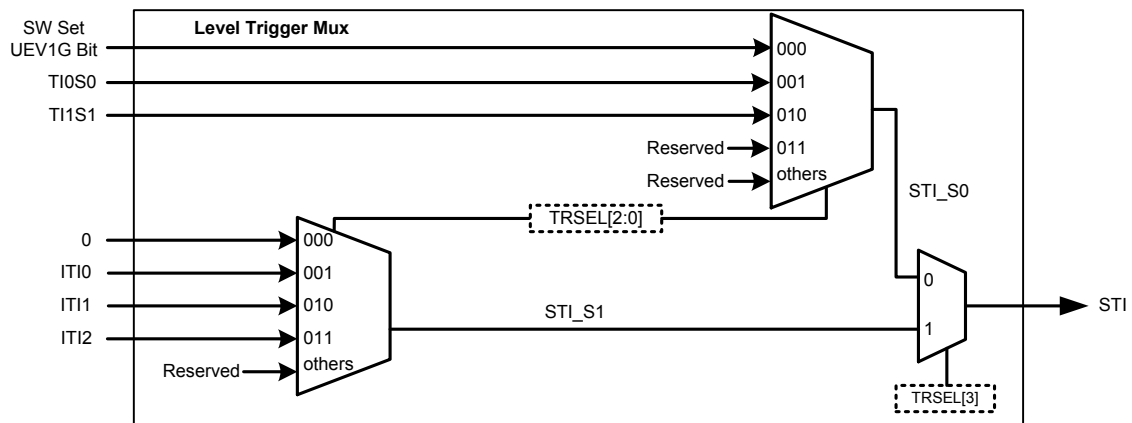 SW Set
UEV1G Bit
Level Trigger Mux
000
TI0S0
001
TI1S1
010
Reserved
011
Reserved
others
STI_S0
TRSEL[2:0]
0
000
ITI0
001
0
ITI1
010
STI_S1
STI
ITI2
011
1
Reserved
others
TRSEL[3]